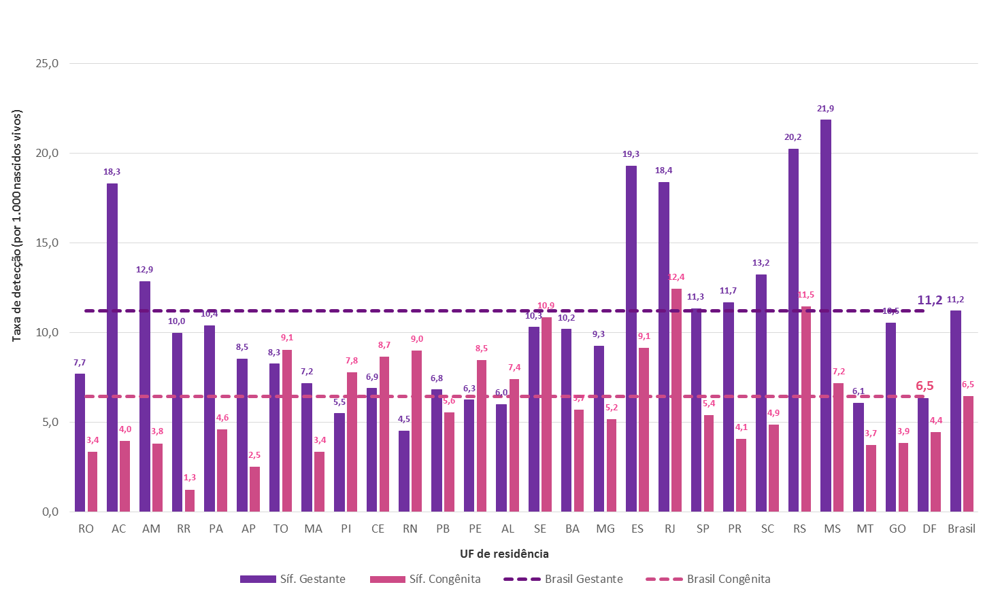 25,0
20,0
15,0
10,0
5,0
0,0
Taxa de detecção (por 1.000 nascidos vivos)
7,7 18,3 12,9 10,0 10,4 8,5 8,3 7,2 5,5 6,9 4,5 6,8 6,3 6,0 10,3 10,2 9,3 19,3 18,4 11,3 11,7 13,2 20,2 21,9 6,1 10,5 11,2 11,2
3,4 4,0 3,8 1,3 4,6 2,5 9,1 3,4 7,8 8,7 9,0 5,6 8,5 7,4 10,9 5,7 5,2 9,1 12,4 5,4 4,1 4,9 11,5 7,2 3,7 3,9 6,5 4,4 6,5
RO AC AM RR PA AP TO MA PI CE RN PB PE AL SE BA MG ES RJ SP PR SC RS MS MT GO DF Brasil
UF de residência
Síf. Gestante Síf. Congênita Brasil Gestante Brasil Congênita